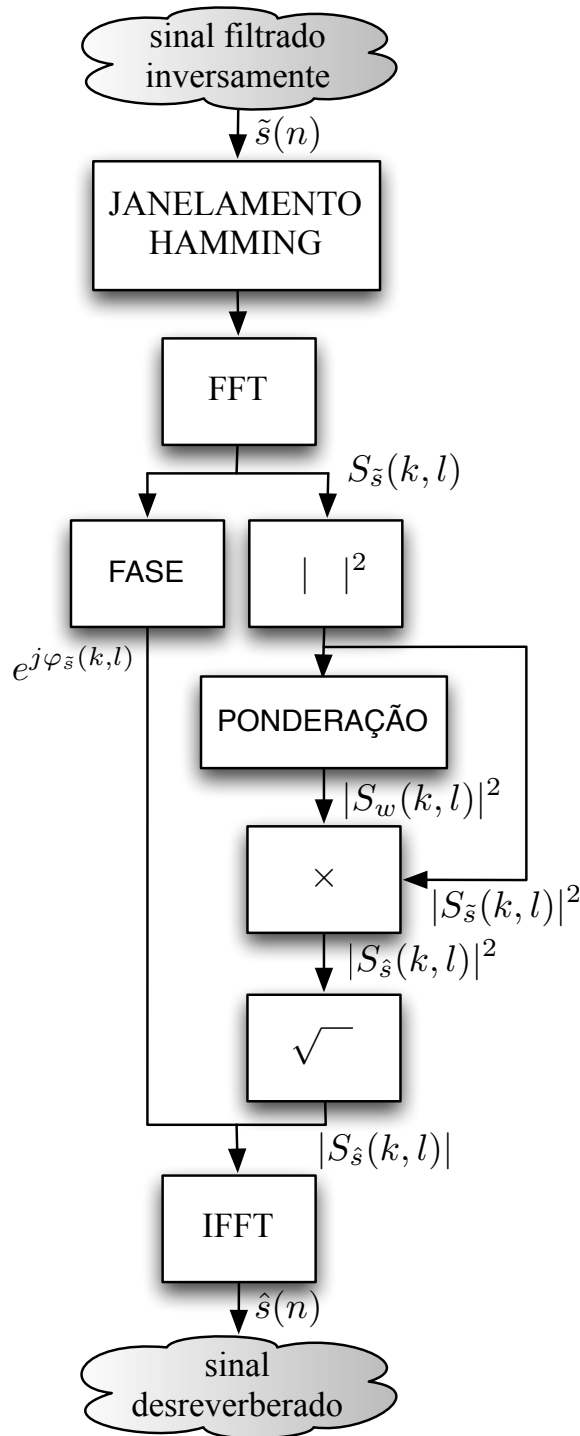 sinal filtrado
inversamente
s̃(n)
JANELAMENTO
HAMMING
FFT
S_s̃(k, l)
FASE
| |²
e^{jφ_s̃(k,l)}
PONDERAÇÃO
|S_w(k, l)|²
×
|S_s̃(k, l)|²
|S_ŝ(k, l)|²
√
|S_ŝ(k, l)|
IFFT
ŝ(n)
sinal
desreverberado